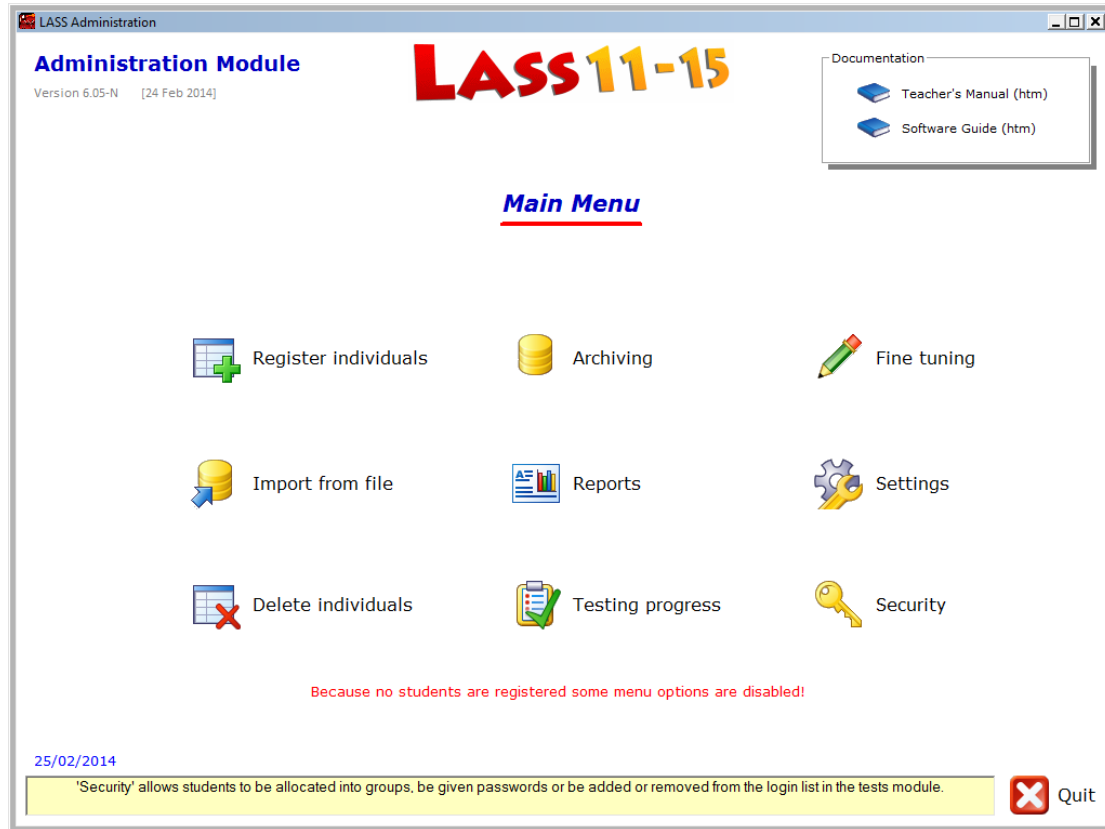 LASS Administration
Administration Module
Version 6.05-N [24 Feb 2014]
LASS 11-15
Documentation
Teacher's Manual (htm)
Software Guide (htm)
Main Menu
Register individuals
Archiving
Fine tuning
Import from file
Reports
Settings
Delete individuals
Testing progress
Security
Because no students are registered some menu options are disabled!
25/02/2014
'Security' allows students to be allocated into groups, be given passwords or be added or removed from the login list in the tests module.
Quit